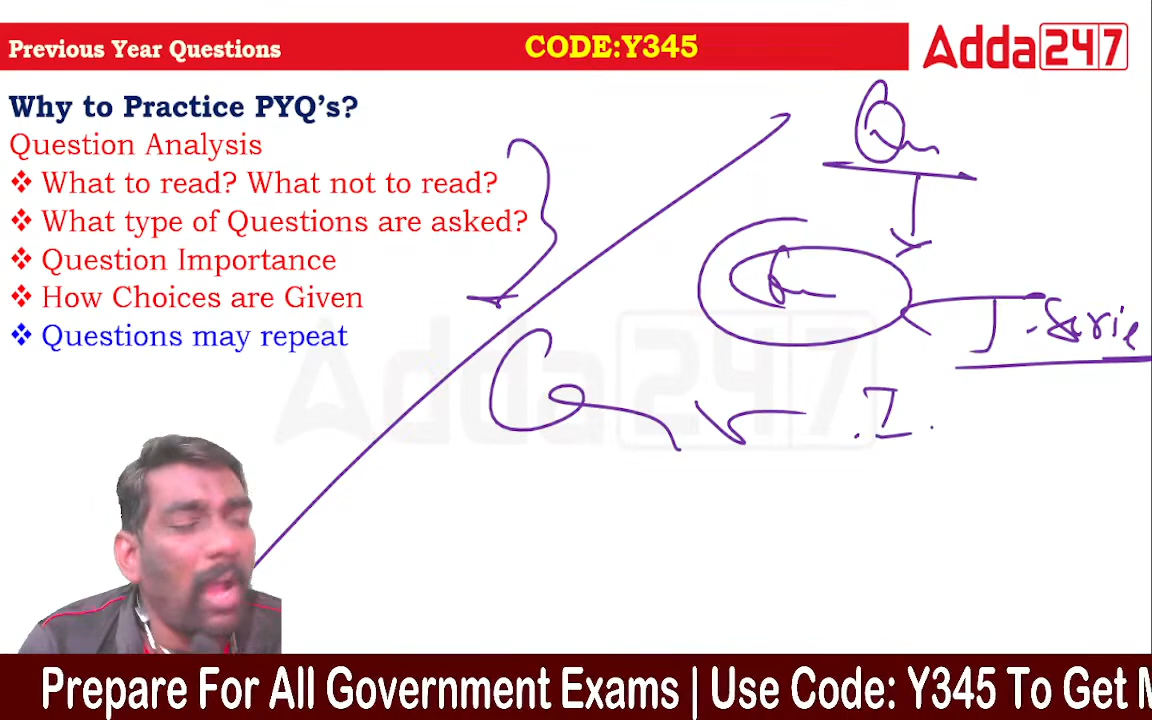 Previous Year Questions
CODE:Y345
Adda247
Why to Practice PYQ's?
Question Analysis
❖ What to read? What not to read?
❖ What type of Questions are asked?
❖ Question Importance
❖ How Choices are Given
❖ Questions may repeat
Adda247
Prepare For All Government Exams | Use Code: Y345 To Get M